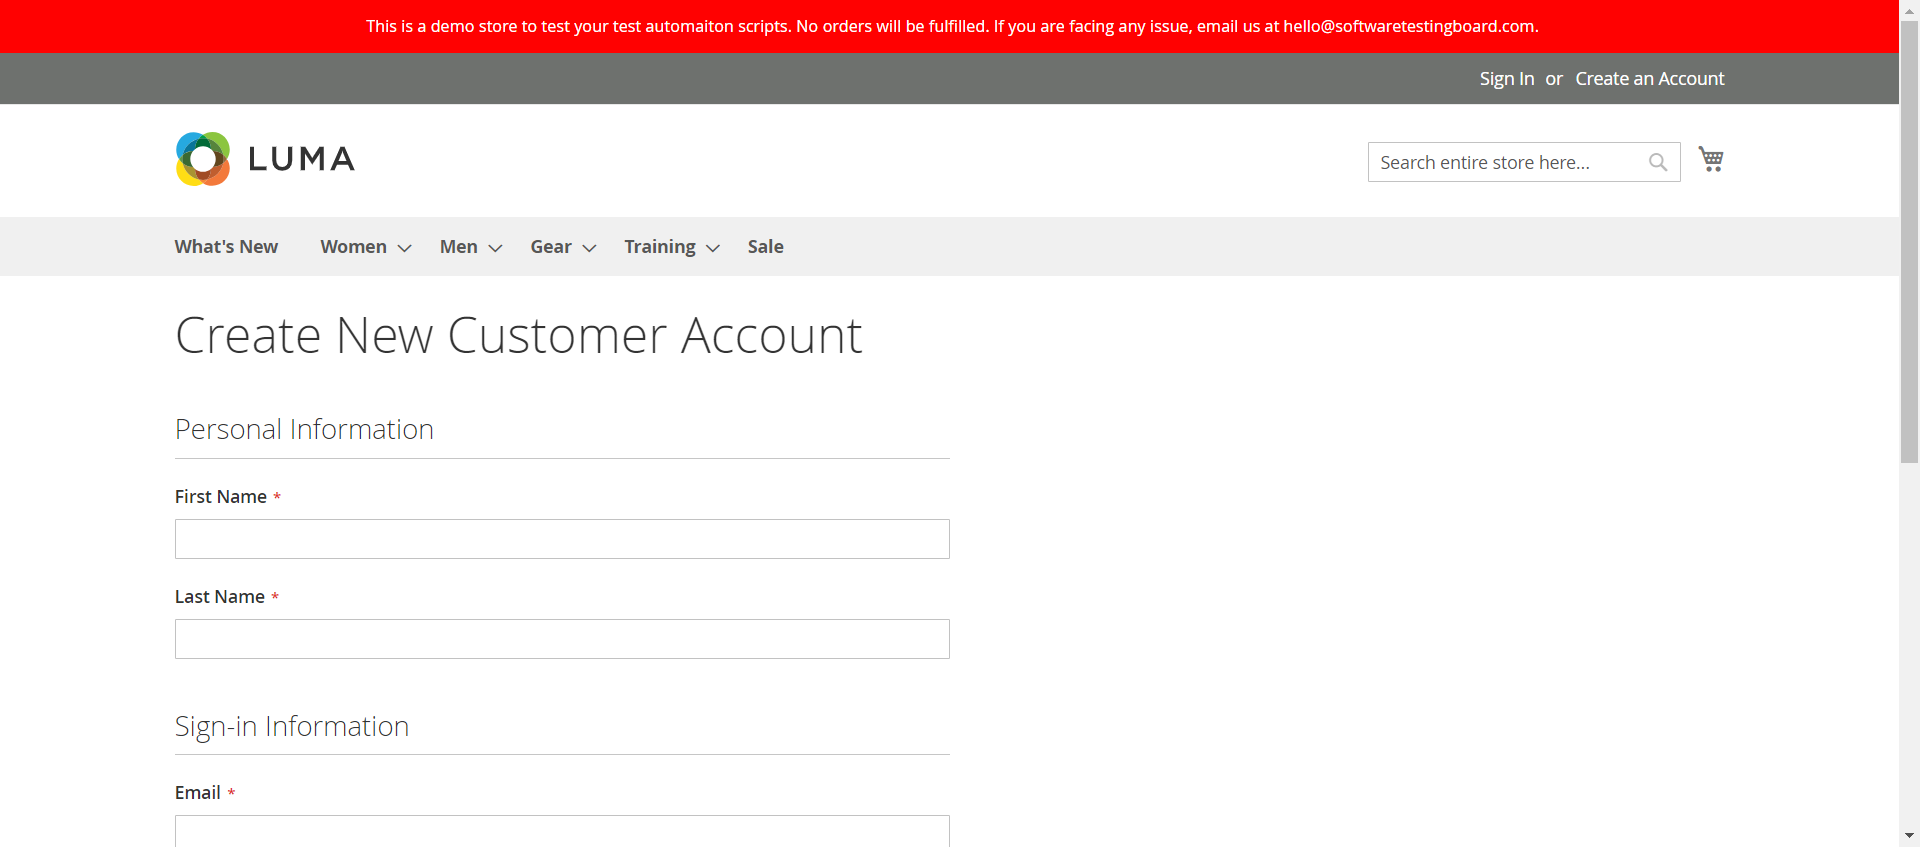 This is a demo store to test your test automaiton scripts. No orders will be fulfilled. If you are facing any issue, email us at hello@softwaretestingboard.com.
Sign In or Create an Account
LUMA
Search entire store here...
What's New Women Men Gear Training Sale
Create New Customer Account
Personal Information
First Name *
Last Name *
Sign-in Information
Email *